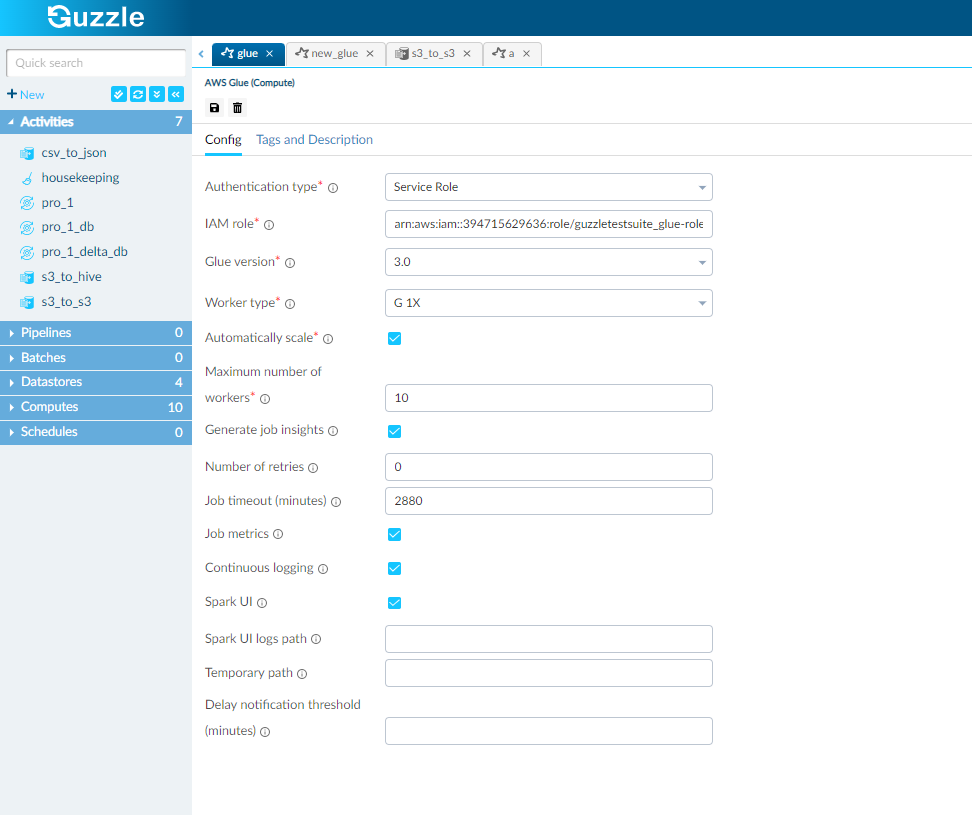 Guzzle
Quick search
New
Activities 7
csv_to_json
housekeeping
pro_1
pro_1_db
pro_1_delta_db
s3_to_hive
s3_to_s3
Pipelines 0
Batches 0
Datastores 4
Computes 10
Schedules 0
glue
new_glue
s3_to_s3
a
AWS Glue (Compute)
Config Tags and Description
Authentication type* Service Role
IAM role* arn:aws:iam::394715629636:role/guzzletestsuite_glue-role
Glue version* 3.0
Worker type* G 1X
Automatically scale*
Maximum number of
workers* 10
Generate job insights
Number of retries 0
Job timeout (minutes) 2880
Job metrics
Continuous logging
Spark UI
Spark UI logs path
Temporary path
Delay notification threshold
(minutes)